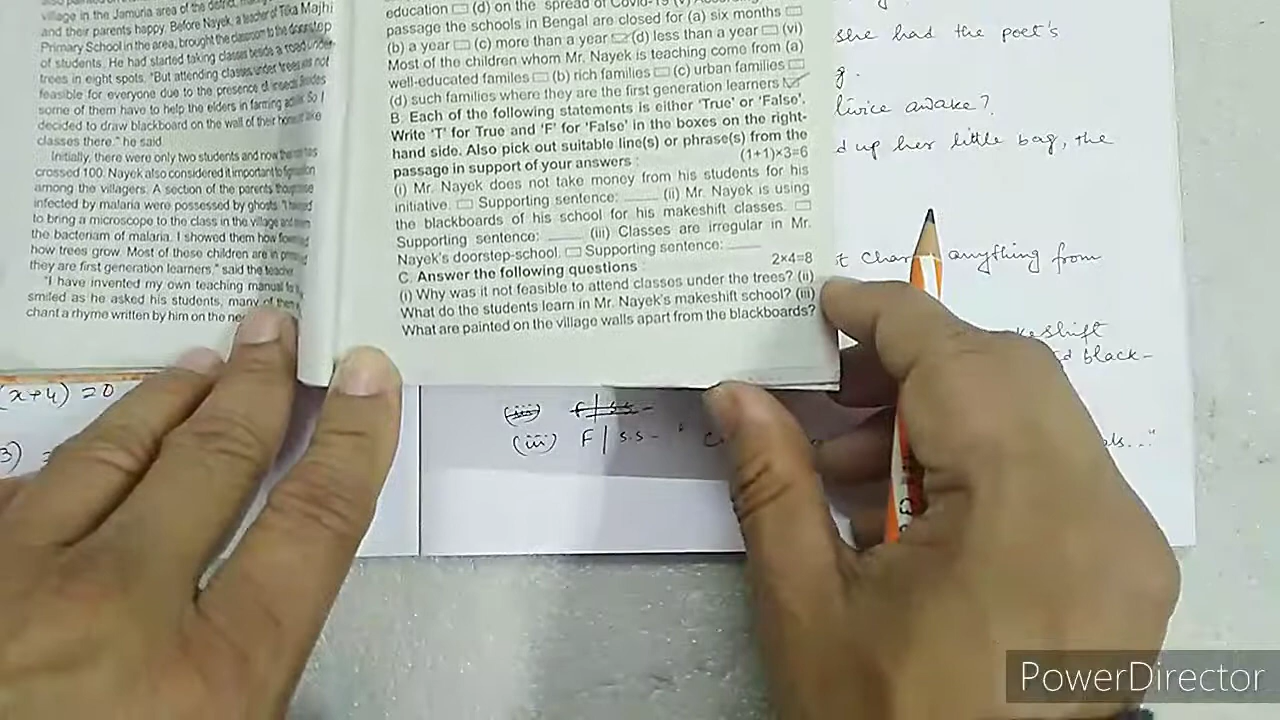 village in the Jamuria area of the district,
and their parents happy. Before Nayek, a teacher of Tilka Majhi
Primary School in the area, brought the classroom to the doorstep
of students. He had started taking classes beside a road under
trees in eight spots. "But attending classes under trees was not
feasible for everyone due to the presence of insects. Besides
some of them have to help the elders in farming So I
decided to draw blackboard on the wall of their home take
classes there," he said.
Initially, there were only two students and now has
crossed 100. Nayek also considered it important to
among the villagers. A section of the parents
infected by malaria were possessed by ghosts.
to bring a microscope to the class in the village and
the bacterium of malaria. I showed them how
how trees grow. Most of these children are in
they are first generation learners," said the teacher
"I have invented my own teaching manual
smiled as he asked his students, many of
chant a rhyme written by him on the
education (d) on the spread of Covid-19 (v)
passage the schools in Bengal are closed for (a) six months
(b) a year (c) more than a year (d) less than a year (vi)
Most of the children whom Mr. Nayek is teaching come from (a)
well-educated familes (b) rich families (c) urban families
(d) such families where they are the first generation learners
B. Each of the following statements is either 'True' or 'False'.
Write 'T' for True and 'F' for 'False' in the boxes on the right-
hand side. Also pick out suitable line(s) or phrase(s) from the
passage in support of your answers : (1+1)×3=6
(i) Mr. Nayek does not take money from his students for his
initiative. Supporting sentence: ____ (ii) Mr. Nayek is using
the blackboards of his school for his makeshift classes.
Supporting sentence: ____ (iii) Classes are irregular in Mr.
Nayek's doorstep-school. Supporting sentence: ____
C. Answer the following questions : 2×4=8
(i) Why was it not feasible to attend classes under the trees? (ii)
What do the students learn in Mr. Nayek's makeshift school? (iii)
What are painted on the village walls apart from the blackboards?
she had the poet's
g.
twice awake?
d up her little bag, the
anything from
keshift
black-
(x+4) = 0
3)
(iii) F/s.s-
(iii) F/s.s- "
ls..."
PowerDirector